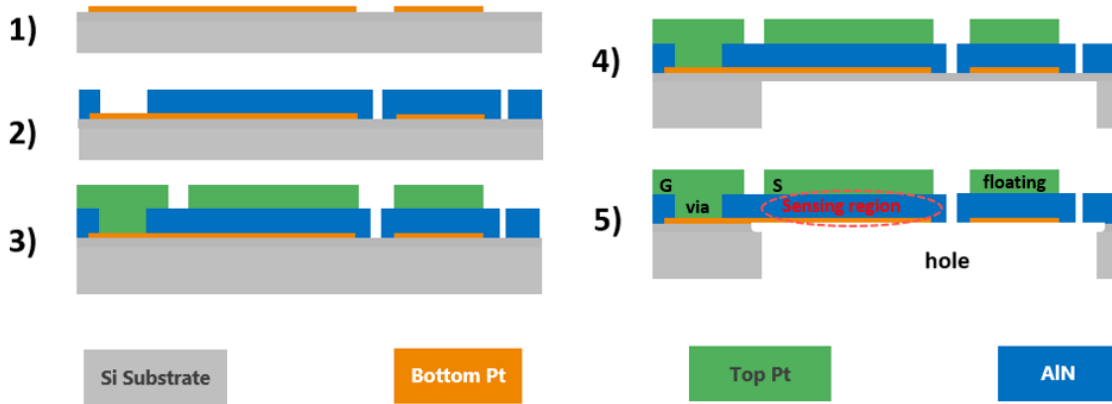 1)
2)
3)
4)
5)
G
S
floating
via
Sensing region
hole
Si Substrate
Bottom Pt
Top Pt
AlN